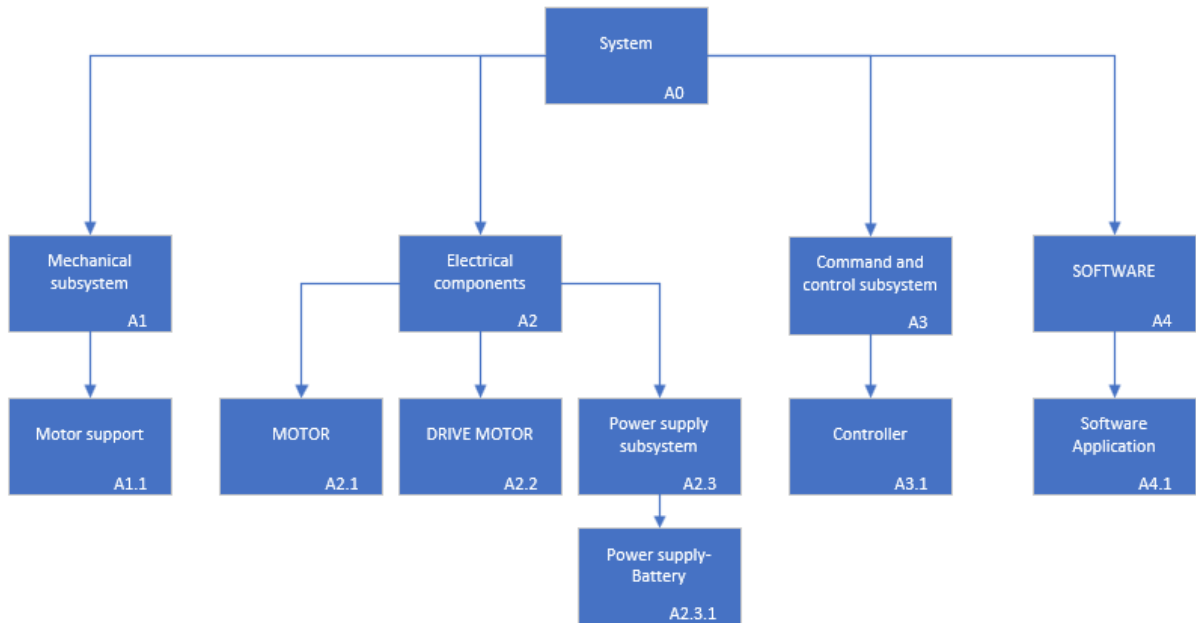 System
A0
Mechanical
subsystem
A1
Electrical
components
A2
Command and
control subsystem
A3
SOFTWARE
A4
Motor support
A1.1
MOTOR
A2.1
DRIVE MOTOR
A2.2
Power supply
subsystem
A2.3
Controller
A3.1
Software
Application
A4.1
Power supply-
Battery
A2.3.1